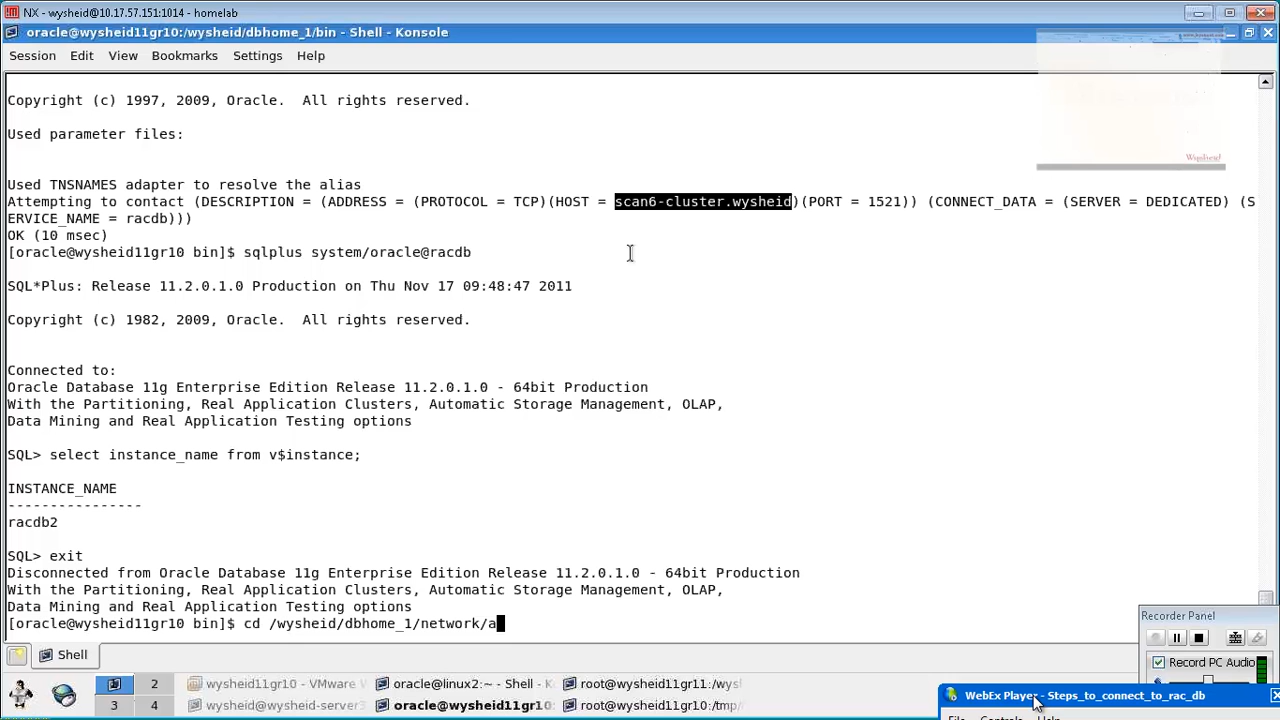 NX - wysheid@10.17.57.151:1014 - homelab
oracle@wysheid11gr10:/wysheid/dbhome_1/bin - Shell - Konsole
Session Edit View Bookmarks Settings Help
Copyright (c) 1997, 2009, Oracle.  All rights reserved.
Used parameter files:
Used TNSNAMES adapter to resolve the alias
Attempting to contact (DESCRIPTION = (ADDRESS = (PROTOCOL = TCP)(HOST = scan6-cluster.wysheid)(PORT = 1521)) (CONNECT_DATA = (SERVER = DEDICATED) (S
ERVICE_NAME = racdb)))
OK (10 msec)
[oracle@wysheid11gr10 bin]$ sqlplus system/oracle@racdb
SQL*Plus: Release 11.2.0.1.0 Production on Thu Nov 17 09:48:47 2011
Copyright (c) 1982, 2009, Oracle.  All rights reserved.
Connected to:
Oracle Database 11g Enterprise Edition Release 11.2.0.1.0 - 64bit Production
With the Partitioning, Real Application Clusters, Automatic Storage Management, OLAP,
Data Mining and Real Application Testing options
SQL> select instance_name from v$instance;
INSTANCE_NAME
----------------
racdb2
SQL> exit
Disconnected from Oracle Database 11g Enterprise Edition Release 11.2.0.1.0 - 64bit Production
With the Partitioning, Real Application Clusters, Automatic Storage Management, OLAP,
Data Mining and Real Application Testing options
[oracle@wysheid11gr10 bin]$ cd /wysheid/dbhome_1/network/a
Recorder Panel
Record PC Audio
Shell
2
wysheid11gr10 - VMware
oracle@linux2:~ - Shell - K
root@wysheid11gr11:/wys
3 4
wysheid@wysheid-server3
oracle@wysheid11gr10:
root@wysheid11gr10:/tmp
WebEx Player - Steps_to_connect_to_rac_db
File Controls Help